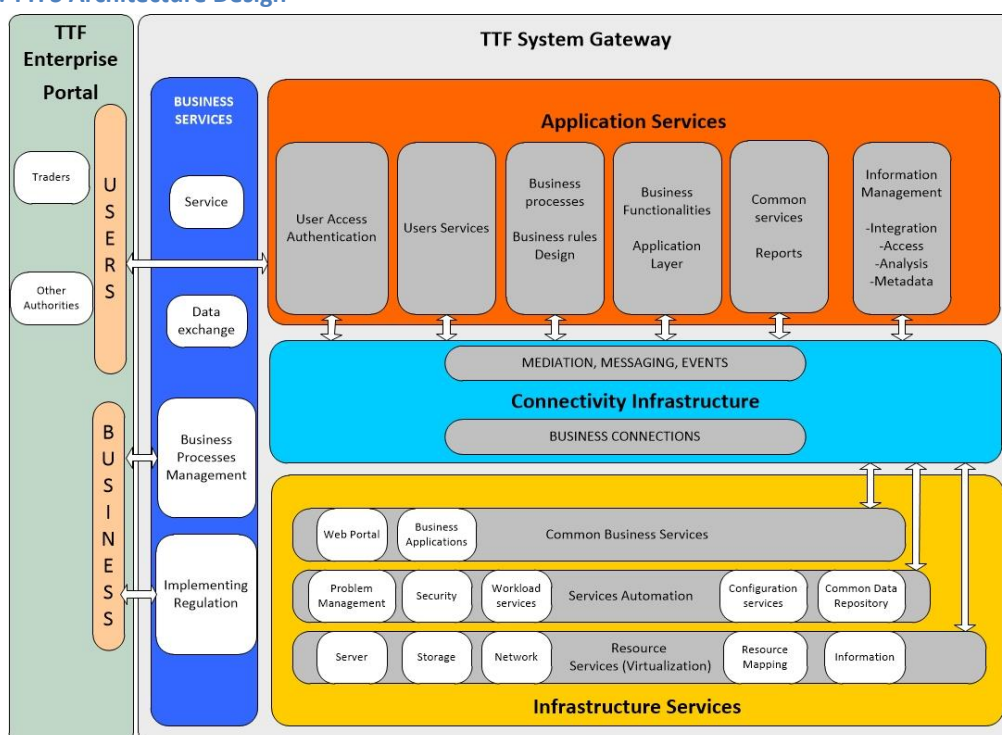 Architecture Design
TTF
Enterprise
Portal
Traders
Other
Authorities
USERS
BUSINESS
TTF System Gateway
BUSINESS
SERVICES
Service
Data
exchange
Business
Processes
Management
Implementing
Regulation
Application Services
User Access
Authentication
Users Services
Business
processes
Business rules
Design
Business
Functionalities
Application
Layer
Common
services
Reports
Information
Management
-Integration
-Access
-Analysis
-Metadata
MEDIATION, MESSAGING, EVENTS
Connectivity Infrastructure
BUSINESS CONNECTIONS
Web Portal
Business
Applications
Common Business Services
Problem
Management
Security
Workload
services
Services Automation
Configuration
services
Common Data
Repository
Server
Storage
Network
Resource
Services (Virtualization)
Resource
Mapping
Information
Infrastructure Services